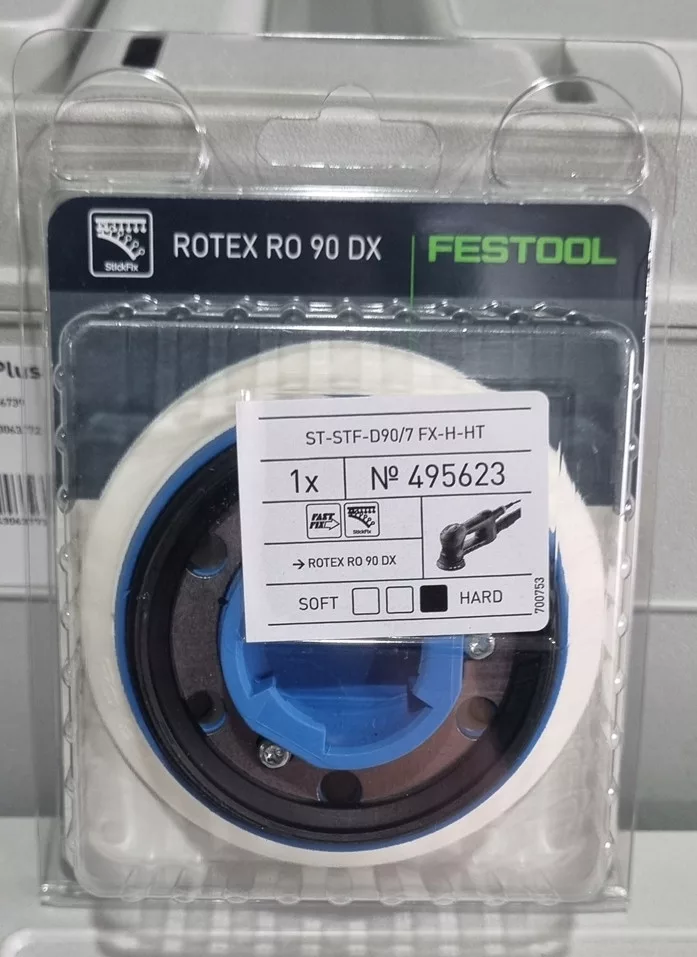 StickFix
ROTEX RO 90 DX
FESTOOL
ST-STF-D90/7 FX-H-HT
1x
№ 495623
FAST FIX
StickFix
→ ROTEX RO 90 DX
SOFT
HARD
700753
Plus